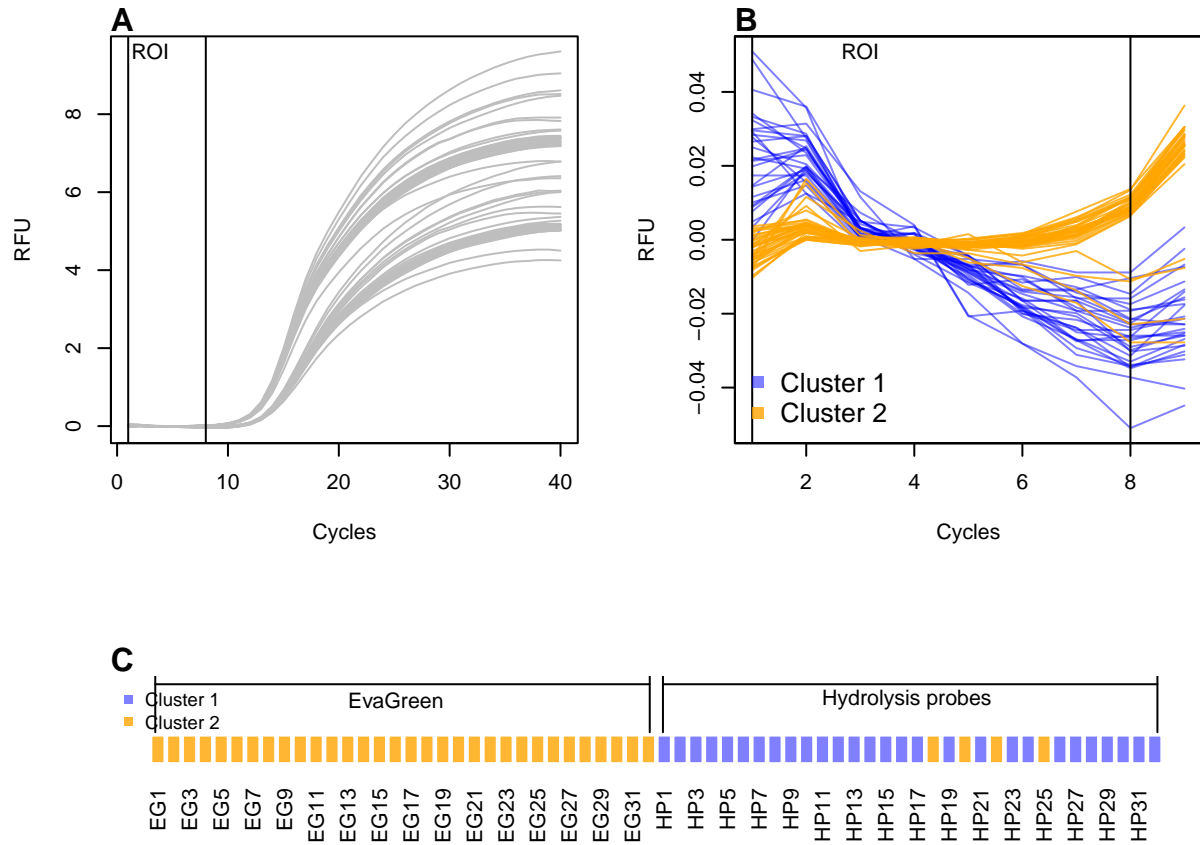 A
ROI
RFU
0
2
4
6
8
0
10
20
30
40
Cycles
B
ROI
RFU
−0.04
−0.02
0.00
0.02
0.04
Cluster 1
Cluster 2
2
4
6
8
Cycles
C
Cluster 1
Cluster 2
EvaGreen
Hydrolysis probes
EG1
EG3
EG5
EG7
EG9
EG11
EG13
EG15
EG17
EG19
EG21
EG23
EG25
EG27
EG29
EG31
HP1
HP3
HP5
HP7
HP9
HP11
HP13
HP15
HP17
HP19
HP21
HP23
HP25
HP27
HP29
HP31